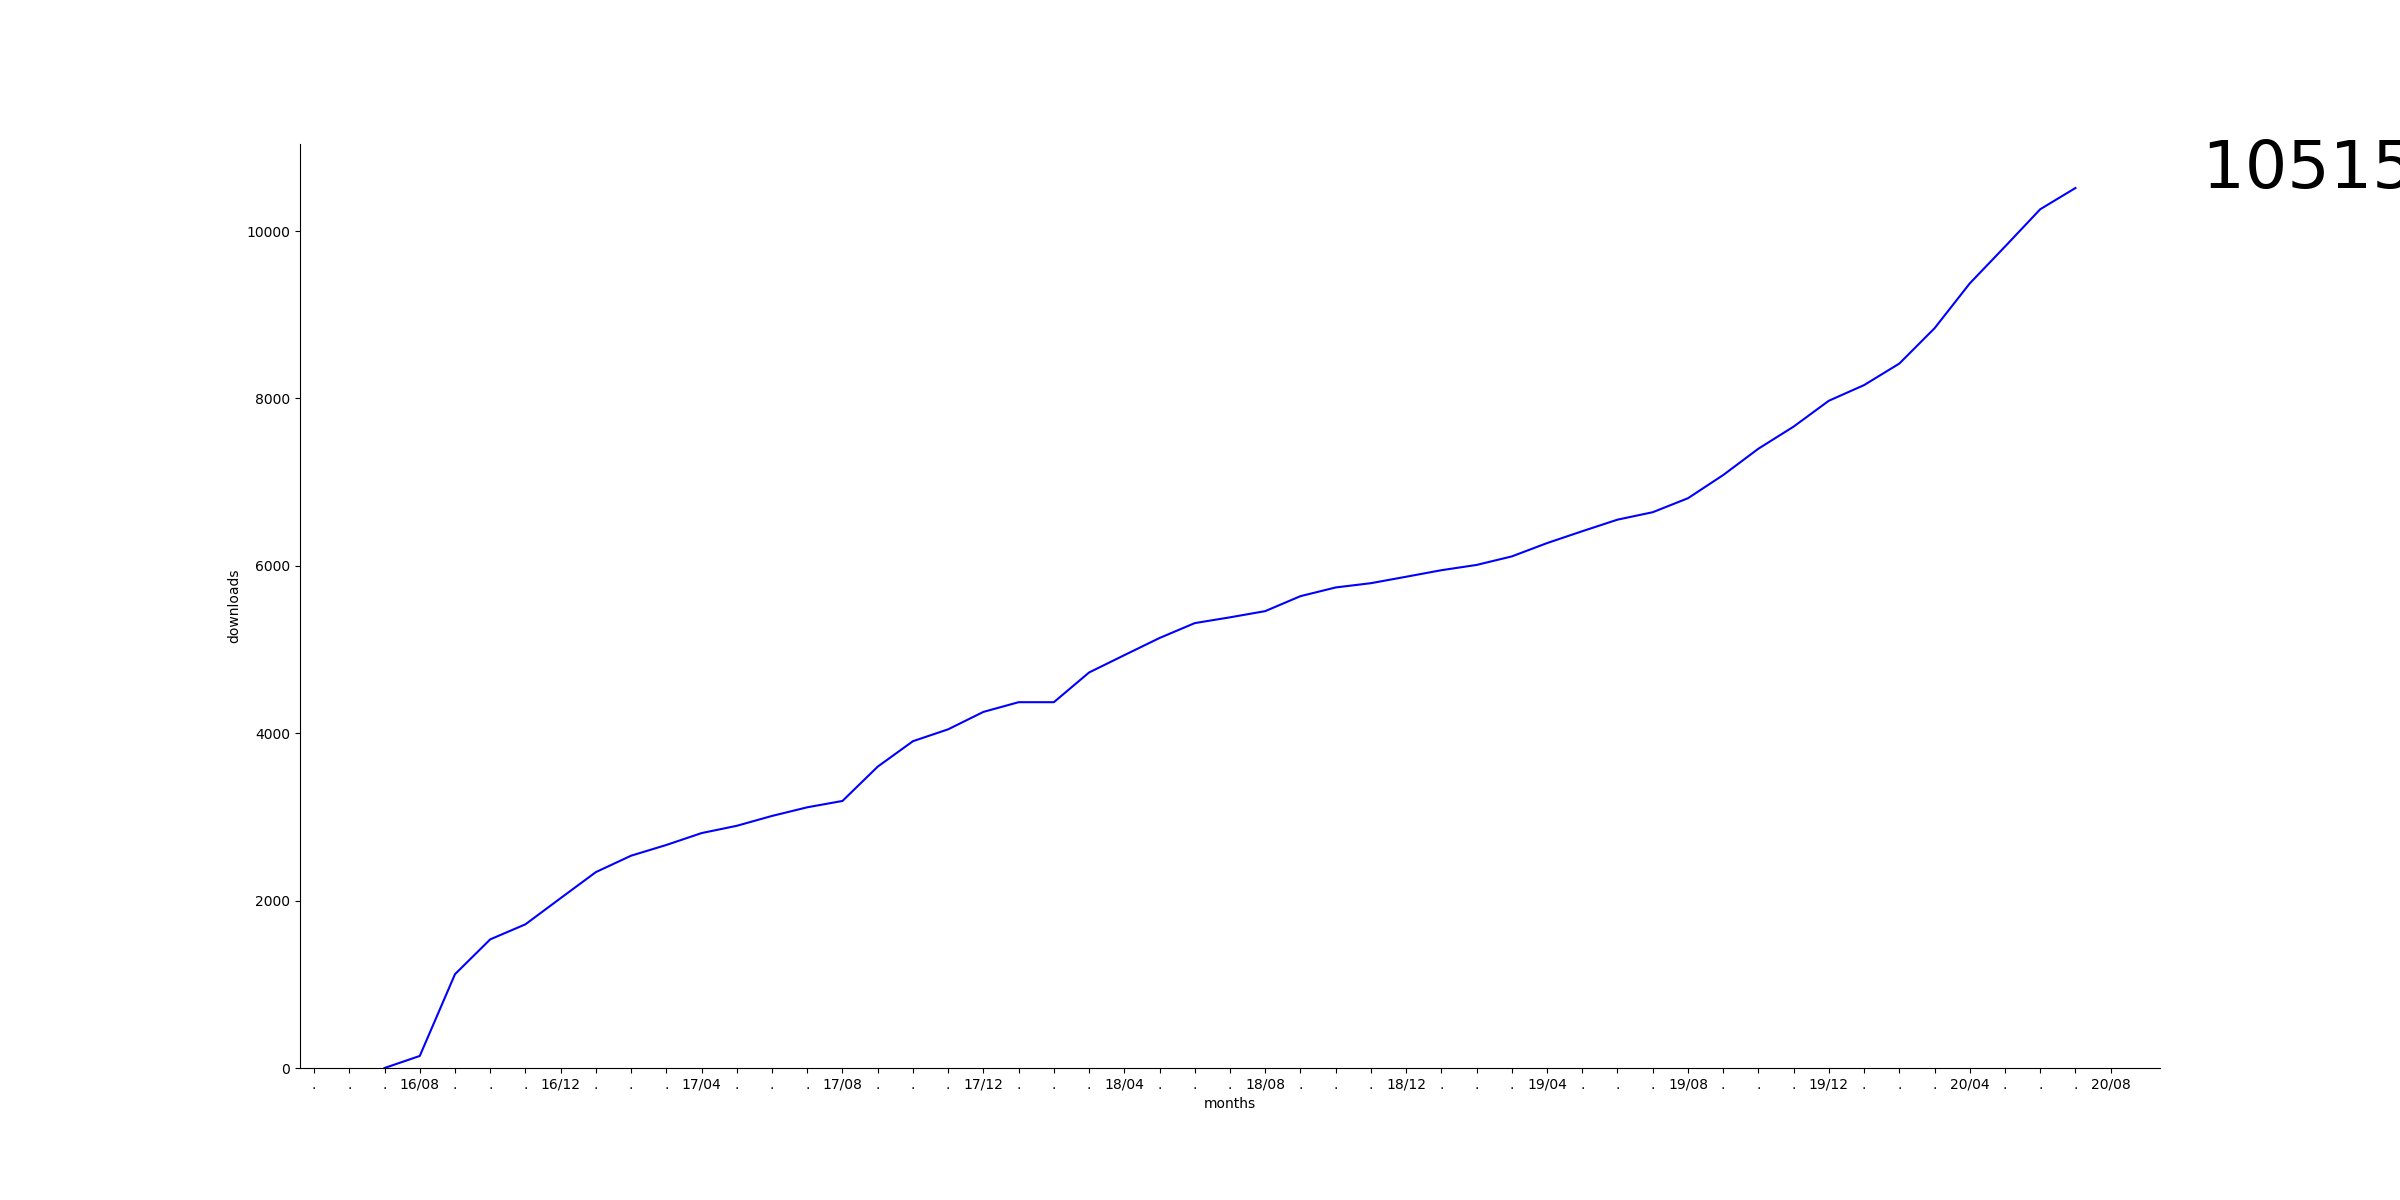 10515
10000
8000
6000
4000
2000
0
downloads
. . . 16/08 . . . 16/12 . . . 17/04 . . . 17/08 . . . 17/12 . . . 18/04 . . . 18/08 . . . 18/12 . . . 19/04 . . . 19/08 . . . 19/12 . . . 20/04 . . . 20/08
months